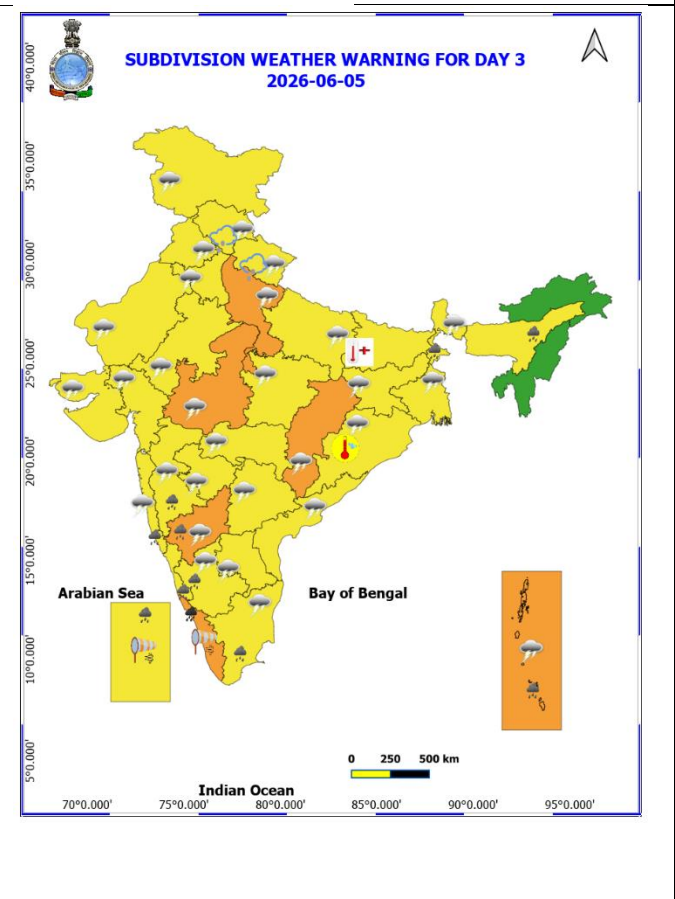 SUBDIVISION WEATHER WARNING FOR DAY 3
2026-06-05
40°0.000'
35°0.000'
30°0.000'
25°0.000'
20°0.000'
15°0.000'
10°0.000'
5°0.000'
Arabian Sea
Bay of Bengal
0 250 500 km
Indian Ocean
70°0.000' 75°0.000' 80°0.000' 85°0.000' 90°0.000' 95°0.000'